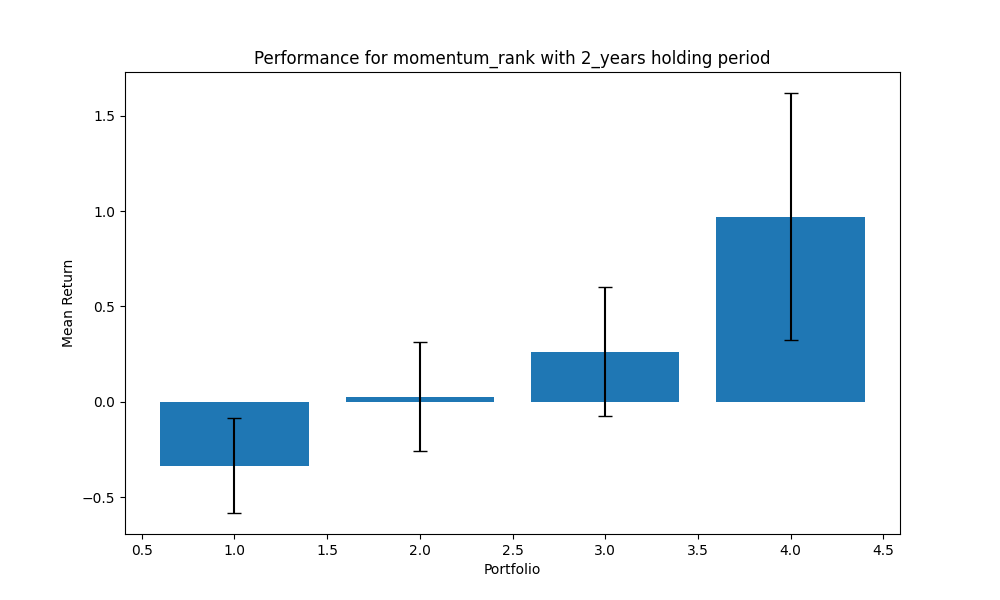 Performance for momentum_rank with 2_years holding period
1.5
1.0
0.5
0.0
−0.5
Mean Return
0.5 1.0 1.5 2.0 2.5 3.0 3.5 4.0 4.5
Portfolio